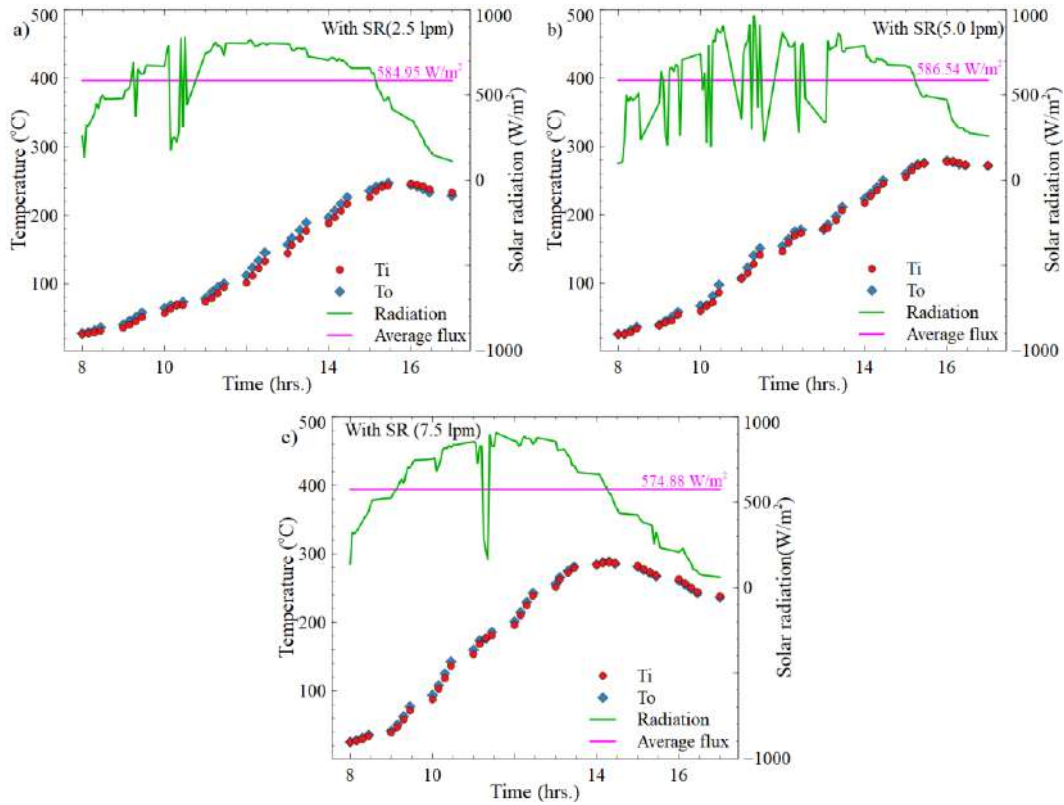 a)
With SR(2.5 lpm)
584.95 W/m²
500
400
300
200
100
1000
500
0
−1000
Temperature (°C)
Solar radiation (W/m²)
Ti
To
Radiation
Average flux
8 10 12 14 16
Time (hrs.)
b)
With SR(5.0 lpm)
586.54 W/m²
500
400
300
200
100
1000
500
0
−1000
Temperature (°C)
Solar radiation (W/m²)
Ti
To
Radiation
Average flux
8 10 12 14 16
Time (hrs.)
c)
With SR (7.5 lpm)
574.88 W/m²
500
400
300
200
100
1000
500
0
−1000
Temperature (°C)
Solar radiation(W/m²)
Ti
To
Radiation
Average flux
8 10 12 14 16
Time (hrs.)